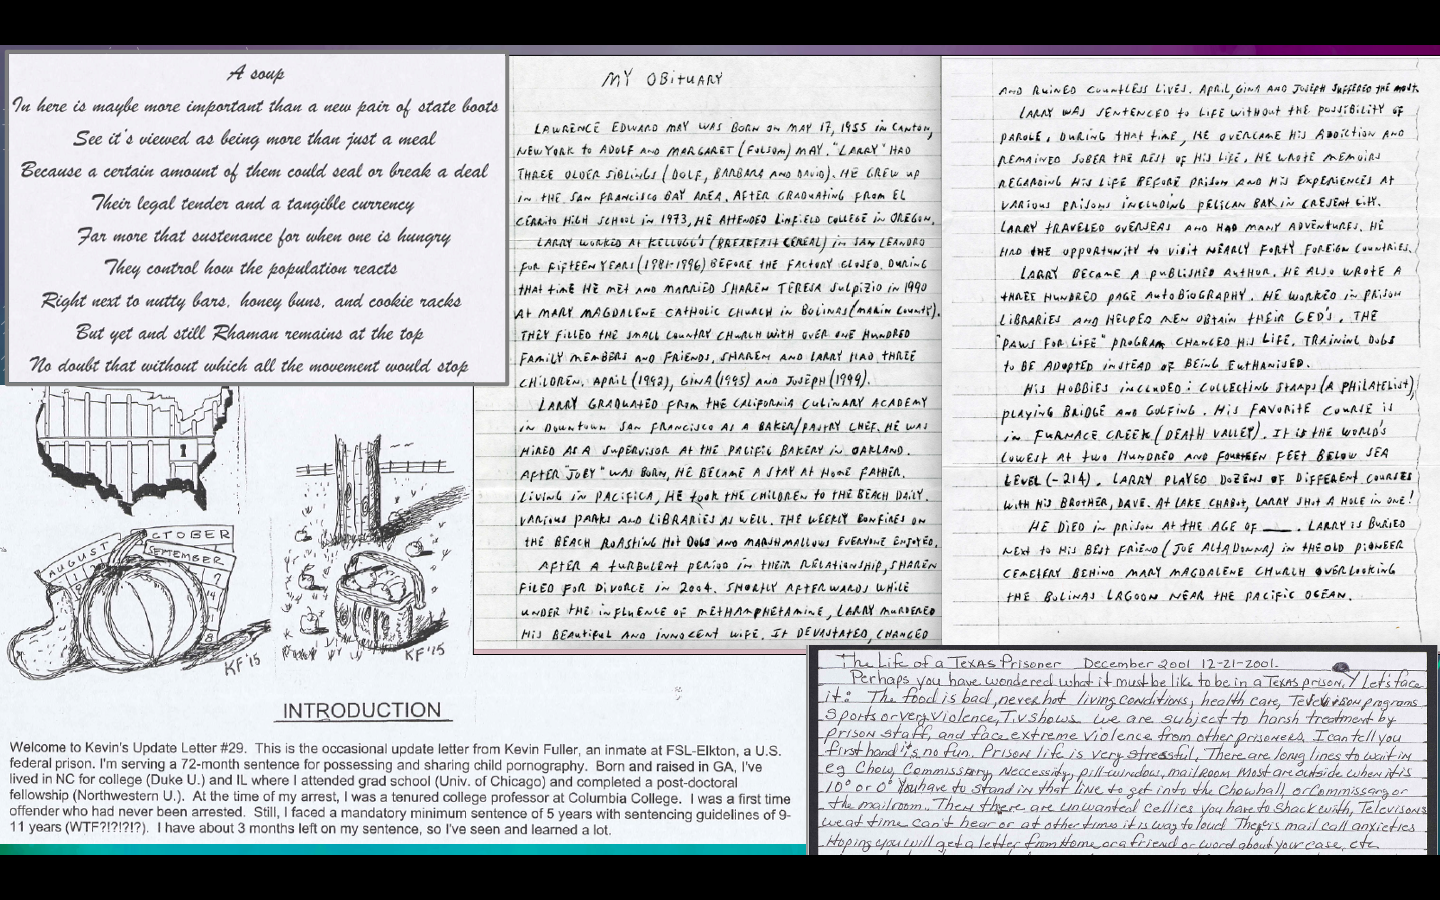 A soup
In here is maybe more important than a new pair of state boots
See it's viewed as being more than just a meal
Because a certain amount of them could seal or break a deal
Their legal tender and a tangible currency
Far more that sustenance for when one is hungry
They control how the population reacts
Right next to nutty bars, honey buns, and cookie racks
But yet and still Rhaman remains at the top
No doubt that without which all the movement would stop
MY OBITUARY
LAWRENCE EDWARD MAY WAS BORN ON MAY 17, 1955 IN CANTON,
NEW YORK TO ADOLF AND MARGARET (FOLSOM) MAY. "LARRY" HAD
THREE OLDER SIBLINGS (DOLF, BARBARA AND DAVID). HE GREW UP
IN THE SAN FRANCISCO BAY AREA. AFTER GRADUATING FROM EL
CERRITO HIGH SCHOOL IN 1973, HE ATTENDED LINFIELD COLLEGE IN OREGON.
LARRY WORKED AT KELLOGG'S (BREAKFAST CEREAL) IN SAN LEANDRO
FOR FIFTEEN YEARS (1981-1996) BEFORE THE FACTORY CLOSED. DURING
THAT TIME HE MET AND MARRIED SHAREN TERESA SULPIZIO IN 1990
AT MARY MAGDALENE CATHOLIC CHURCH IN BOLINAS (MARIN COUNTY).
THEY FILLED THE SMALL COUNTRY CHURCH WITH OVER ONE HUNDRED
FAMILY MEMBERS AND FRIENDS. SHAREN AND LARRY HAD THREE
CHILDREN. APRIL (1992), GINA (1995) AND JOSEPH (1999).
LARRY GRADUATED FROM THE CALIFORNIA CULINARY ACADEMY
IN DOWNTOWN SAN FRANCISCO AS A BAKER/PASTRY CHEF. HE WAS
HIRED AS A SUPERVISOR AT THE PACIFIC BAKERY IN OAKLAND.
AFTER "JOEY" WAS BORN, HE BECAME A STAY AT HOME FATHER.
LIVING IN PACIFICA, HE TOOK THE CHILDREN TO THE BEACH DAILY.
VARIOUS PARKS AND LIBRARIES AS WELL. THE WEEKLY BONFIRES ON
THE BEACH ROASTING HOT DOGS AND MARSHMALLOWS EVERYONE ENJOYED.
AFTER A TURBULENT PERIOD IN THEIR RELATIONSHIP, SHAREN
FILED FOR DIVORCE IN 2004. SHORTLY AFTERWARDS WHILE
UNDER THE INFLUENCE OF METHAMPHETAMINE, LARRY MURDERED
HIS BEAUTIFUL AND INNOCENT WIFE. IT DEVASTATED, CHANGED
AND RUINED COUNTLESS LIVES. APRIL, GINA AND JOSEPH SUFFERED THE MOST.
LARRY WAS SENTENCED TO LIFE WITHOUT THE POSSIBILITY OF
PAROLE. DURING THAT TIME, HE OVERCAME HIS ADDICTION AND
REMAINED SOBER THE REST OF HIS LIFE. HE WROTE MEMOIRS
REGARDING HIS LIFE BEFORE PRISON AND HIS EXPERIENCES AT
VARIOUS PRISONS INCLUDING PELICAN BAY IN CRESENT CITY.
LARRY TRAVELED OVERSEAS AND HAD MANY ADVENTURES. HE
HAD THE OPPORTUNITY TO VISIT NEARLY FORTY FOREIGN COUNTRIES.
LARRY BECAME A PUBLISHED AUTHOR. HE ALSO WROTE A
THREE HUNDRED PAGE AUTOBIOGRAPHY. HE WORKED IN PRISON
LIBRARIES AND HELPED MEN OBTAIN THEIR GED'S. THE
"PAWS FOR LIFE" PROGRAM CHANGED HIS LIFE. TRAINING DOGS
TO BE ADOPTED INSTEAD OF BEING EUTHANISED.
HIS HOBBIES INCLUDED: COLLECTING STAMPS (A PHILATELIST),
PLAYING BRIDGE AND GOLFING. HIS FAVORITE COURSE IS
IN FURNACE CREEK (DEATH VALLEY). IT IS THE WORLD'S
LOWEST AT TWO HUNDRED AND FOURTEEN FEET BELOW SEA
LEVEL (-214). LARRY PLAYED DOZENS OF DIFFERENT COURSES
WITH HIS BROTHER, DAVE. AT LAKE CHABOT, LARRY SHOT A HOLE IN ONE!
HE DIED IN PRISON AT THE AGE OF ___. LARRY IS BURIED
NEXT TO HIS BEST FRIEND (JOE ALTADONNA) IN THE OLD PIONEER
CEMETERY BEHIND MARY MAGDALENE CHURCH OVERLOOKING
THE BOLINAS LAGOON NEAR THE PACIFIC OCEAN.
AUGUST
OCTOBER
SEPTEMBER
KF '15
KF '15
INTRODUCTION
Welcome to Kevin's Update Letter #29. This is the occasional update letter from Kevin Fuller, an inmate at FSL-Elkton, a U.S.
federal prison. I'm serving a 72-month sentence for possessing and sharing child pornography. Born and raised in GA, I've
lived in NC for college (Duke U.) and IL where I attended grad school (Univ. of Chicago) and completed a post-doctoral
fellowship (Northwestern U.). At the time of my arrest, I was a tenured college professor at Columbia College. I was a first time
offender who had never been arrested. Still, I faced a mandatory minimum sentence of 5 years with sentencing guidelines of 9-
11 years (WTF?!?!?!?). I have about 3 months left on my sentence, so I've seen and learned a lot.
The Life of a Texas Prisoner December 2001 12-21-2001.
Perhaps you have wondered what it must be like to be in a Texas prison. Let's face
it: The food is bad, never hot living conditions, health care, Television programs
Sports or very Violence, T.v shows. we are subject to harsh treatment by
prison staff, and face extreme violence from other prisoners. I can tell you
first hand it's no fun. Prison life is very stressful. There are long lines to wait in
eg Chow, Commissary, Neccessity, pill-window, mail room most are outside when it is
10° or 0° You have to stand in that line to get into the Chowhall, or Commissary or
the mailroom. Then there are unwanted Cellies you have to Shack with, Televisons
we at time can't hear or at other times it is way to loud There is mail call anxieties
Hoping you will get a letter from Home or a friend or word about your case, etc.